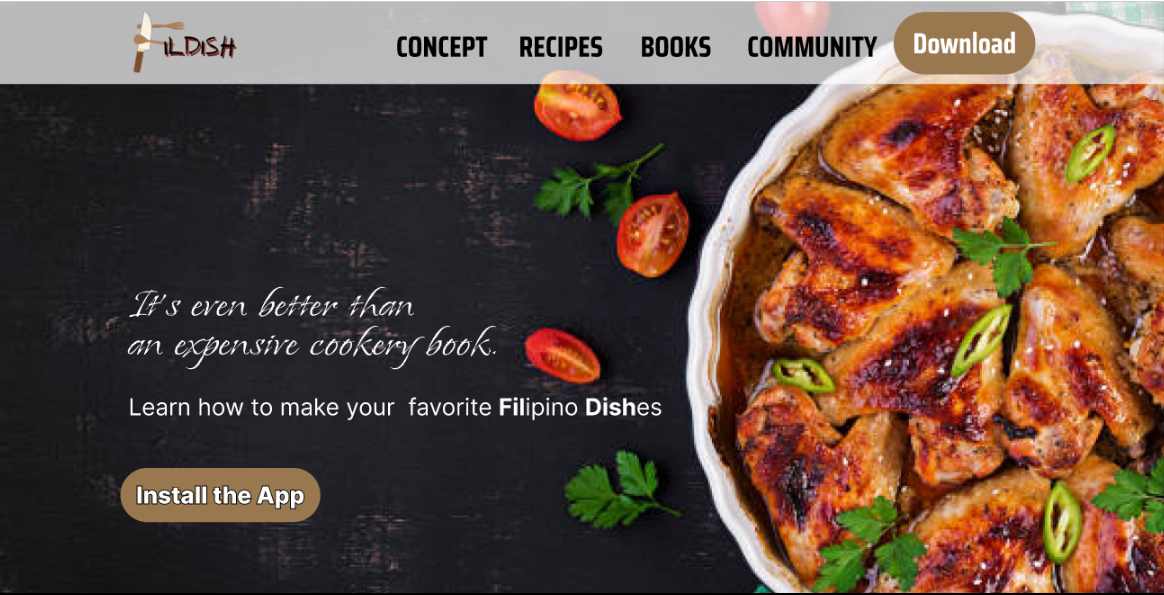 FILDISH
CONCEPT RECIPES BOOKS COMMUNITY Download
It's even better than
an expensive cookery book.
Learn how to make your  favorite Filipino Dishes
Install the App